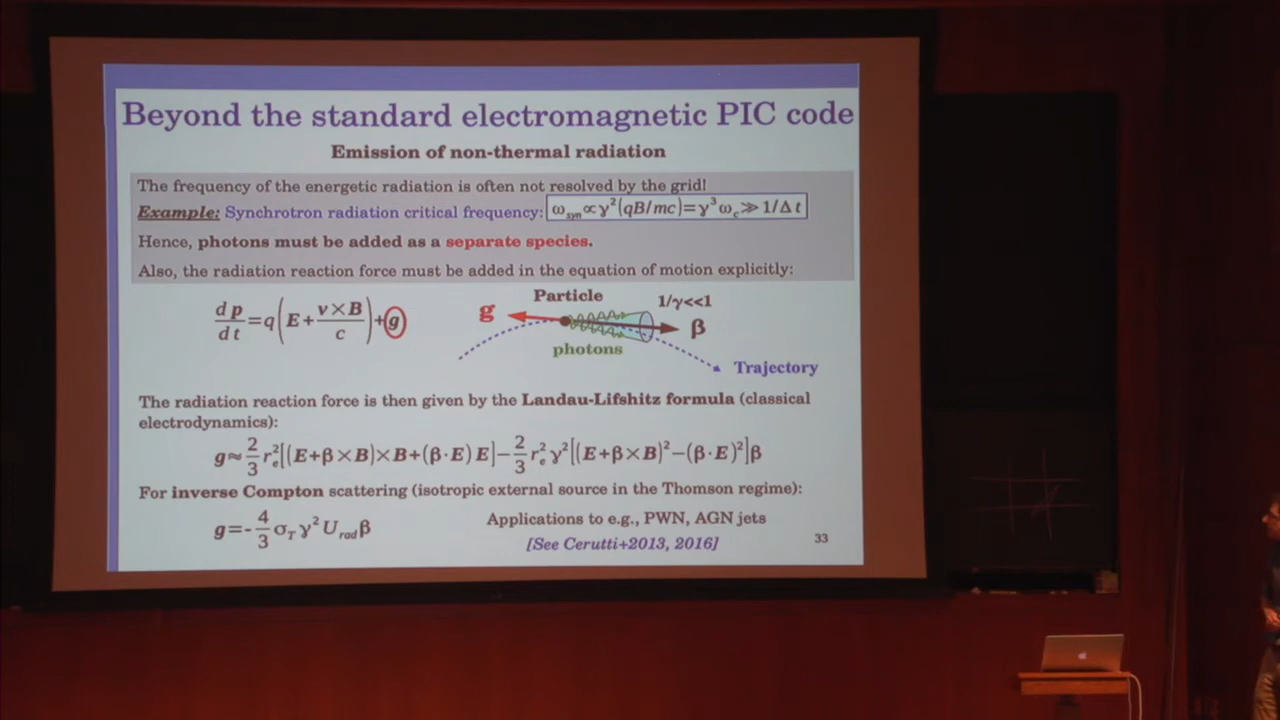 Beyond the standard electromagnetic PIC code
Emission of non-thermal radiation
The frequency of the energetic radiation is often not resolved by the grid!
Example: Synchrotron radiation critical frequency: ω_syn ∝ γ²(qB/mc)=γ³ω_c ≫ 1/Δt
Hence, photons must be added as a separate species.
Also, the radiation reaction force must be added in the equation of motion explicitly:
dp/dt = q(E + v×B/c) + g
Particle
1/γ<<1
g
β
photons
Trajectory
The radiation reaction force is then given by the Landau-Lifshitz formula (classical
electrodynamics):
g≈ 2/3 r_e²[(E+β×B)×B+(β·E)E] − 2/3 r_e² γ²[(E+β×B)²−(β·E)²]β
For inverse Compton scattering (isotropic external source in the Thomson regime):
g=- 4/3 σ_T γ² U_rad β
Applications to e.g., PWN, AGN jets
[See Cerutti+2013, 2016]
33